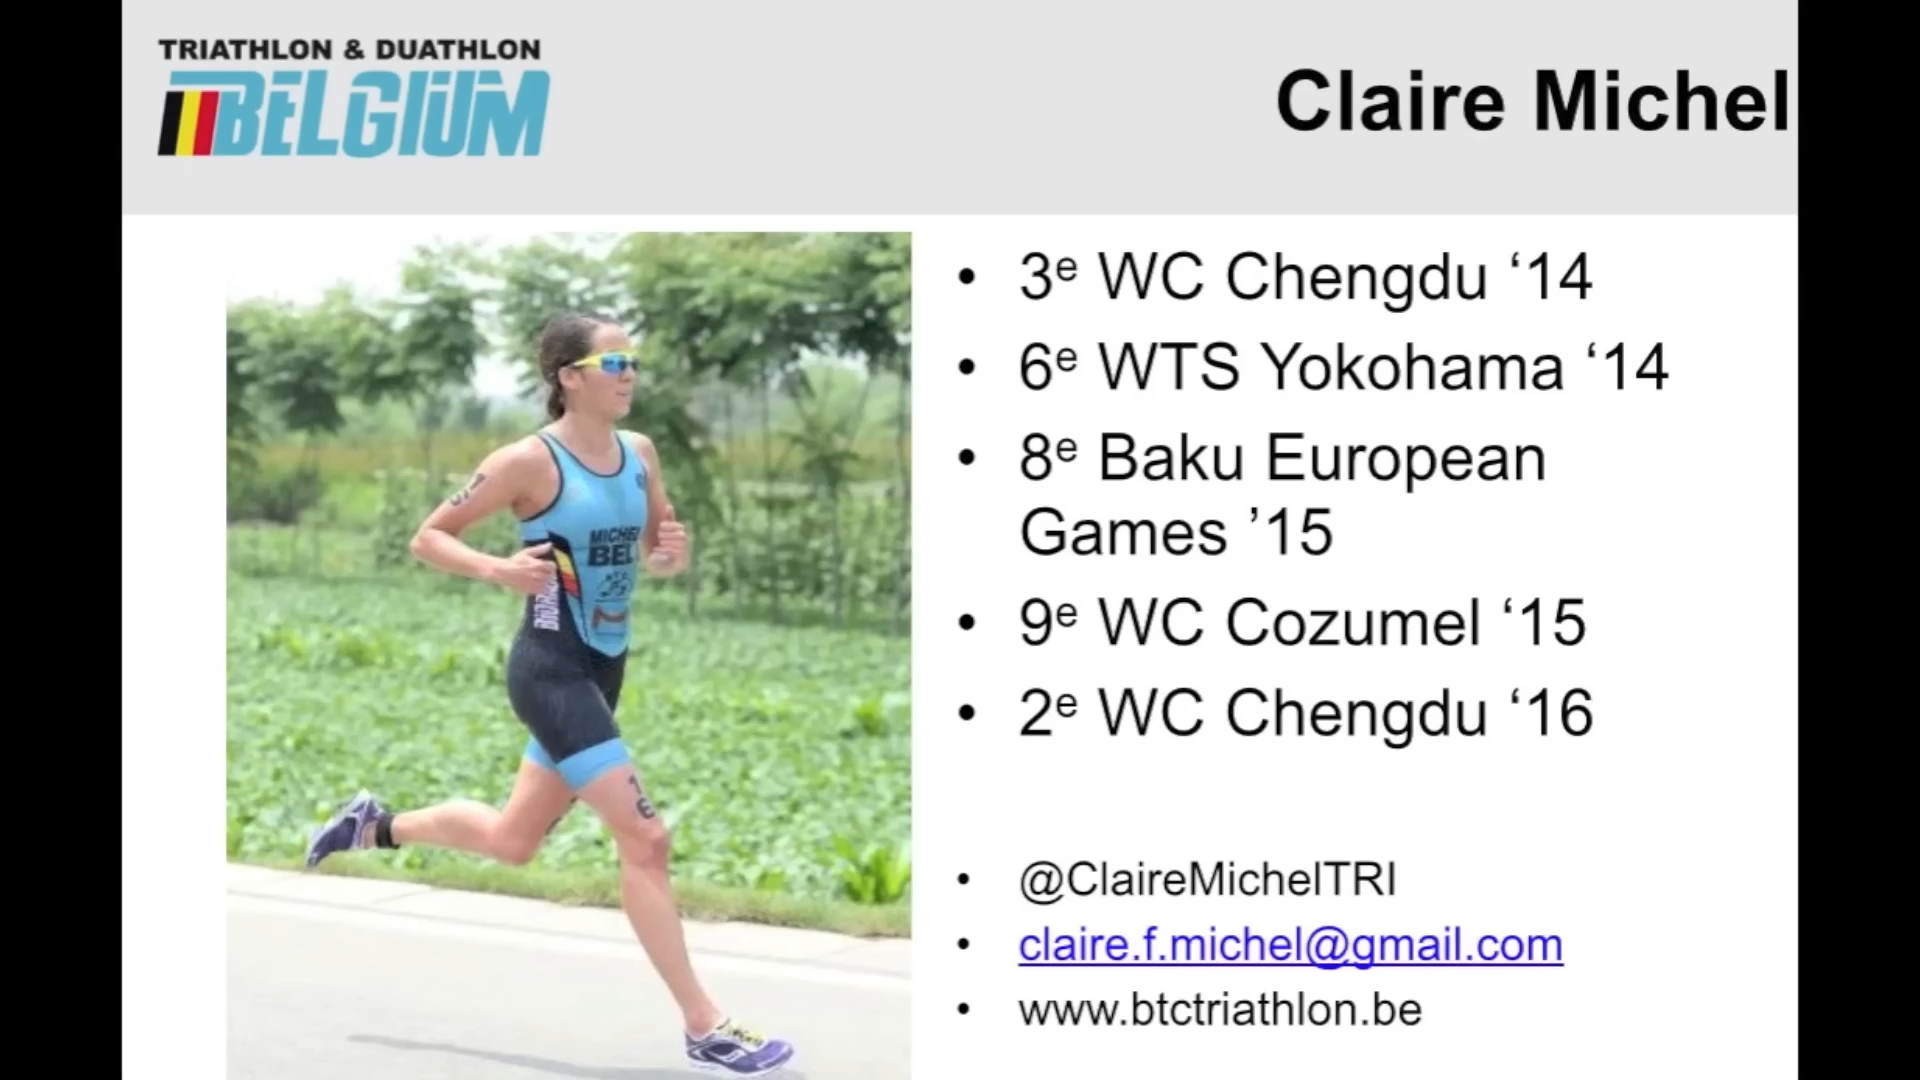 TRIATHLON & DUATHLON
BELGIUM
Claire Michel
• 3e WC Chengdu ‘14
• 6e WTS Yokohama ‘14
• 8e Baku European
Games ’15
• 9e WC Cozumel ‘15
• 2e WC Chengdu ‘16
• @ClaireMichelTRI
• claire.f.michel@gmail.com
• www.btctriathlon.be
MICHEL
BEL